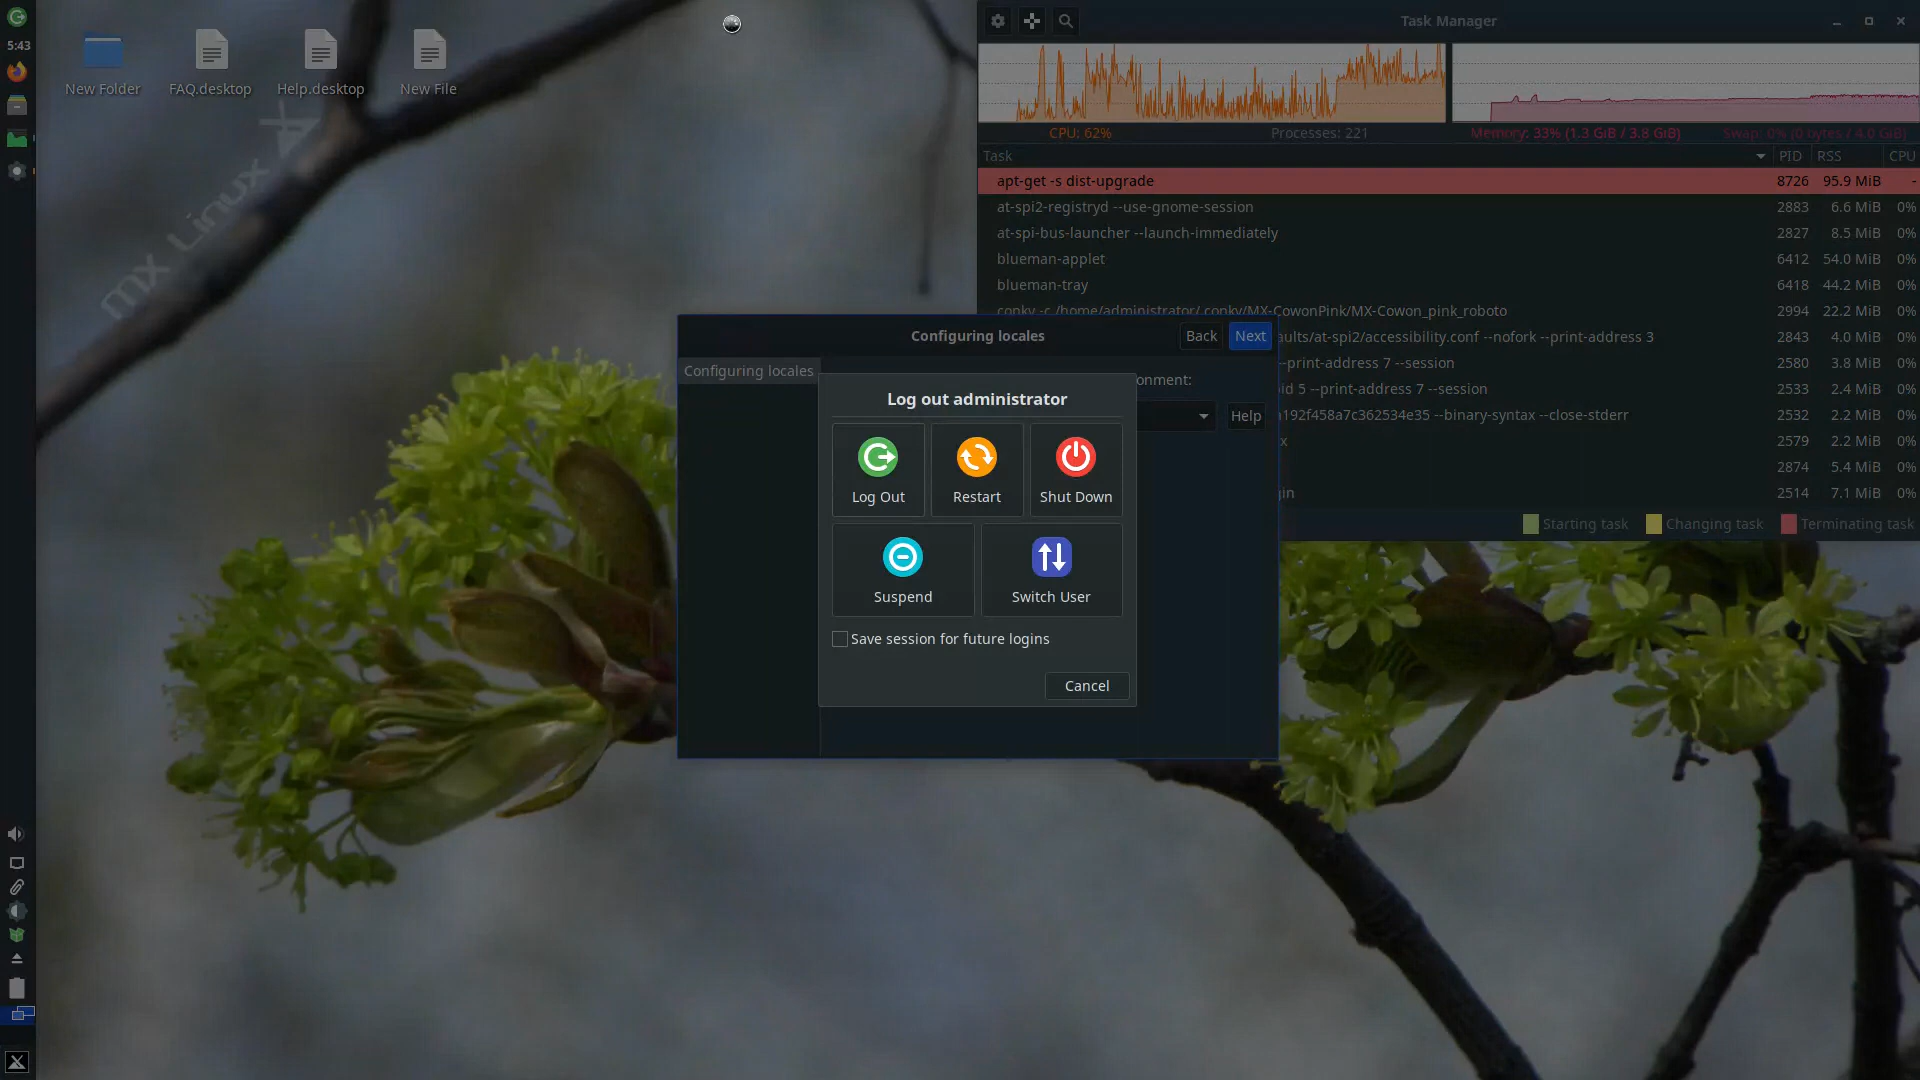 5:43
New Folder
FAQ.desktop
Help.desktop
New File
mx Linux
Task Manager
CPU: 62%
Processes: 221
Memory: 33% (1.3 GiB / 3.8 GiB)
Swap: 0% (0 bytes / 4.0 GiB)
Task PID RSS CPU
apt-get -s dist-upgrade 8726 95.9 MiB -
at-spi2-registryd --use-gnome-session 2883 6.6 MiB 0%
at-spi-bus-launcher --launch-immediately 2827 8.5 MiB 0%
blueman-applet 6412 54.0 MiB 0%
blueman-tray 6418 44.2 MiB 0%
conky -c /home/administrator/.conky/MX-CowonPink/MX-Cowon_pink_roboto 2994 22.2 MiB 0%
aults/at-spi2/accessibility.conf --nofork --print-address 3 2843 4.0 MiB 0%
--print-address 7 --session 2580 3.8 MiB 0%
id 5 --print-address 7 --session 2533 2.4 MiB 0%
192f458a7c362534e35 --binary-syntax --close-stderr 2532 2.2 MiB 0%
x 2579 2.2 MiB 0%
2874 5.4 MiB 0%
in 2514 7.1 MiB 0%
Starting task
Changing task
Terminating task
Configuring locales
Back
Next
Configuring locales
onment:
Help
Log out administrator
Log Out
Restart
Shut Down
Suspend
Switch User
Save session for future logins
Cancel